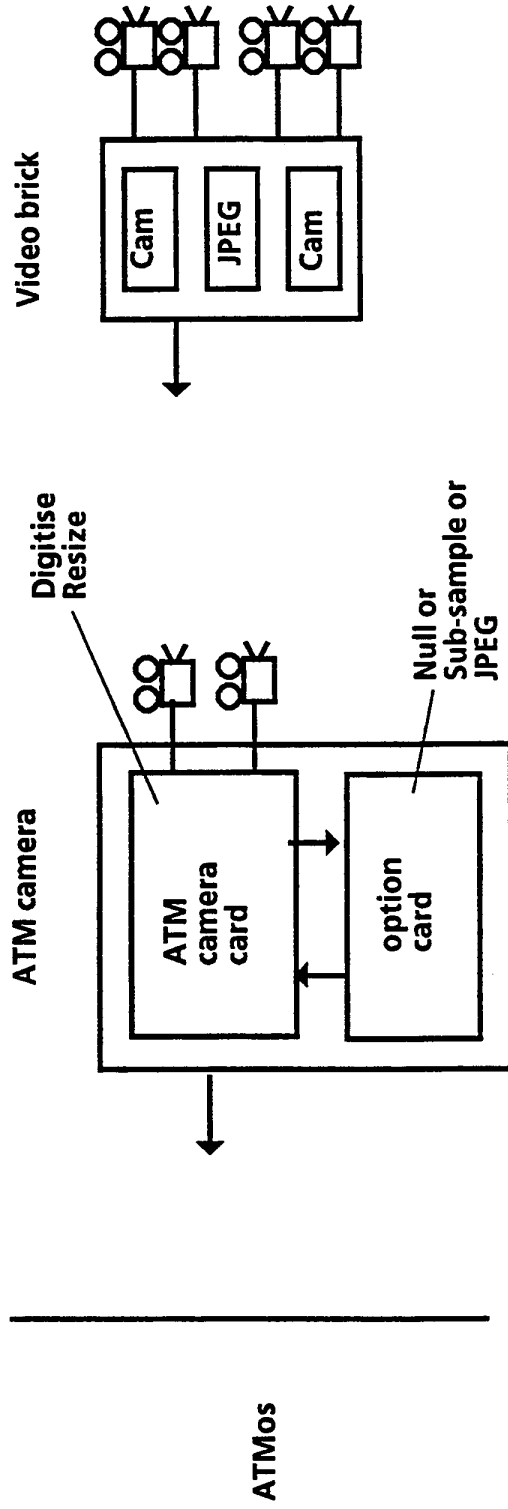 ATMos
ATM camera
Digitise
Resize
ATM
camera
card
option
card
Null or
Sub-sample or
JPEG
Video brick
Cam
JPEG
Cam